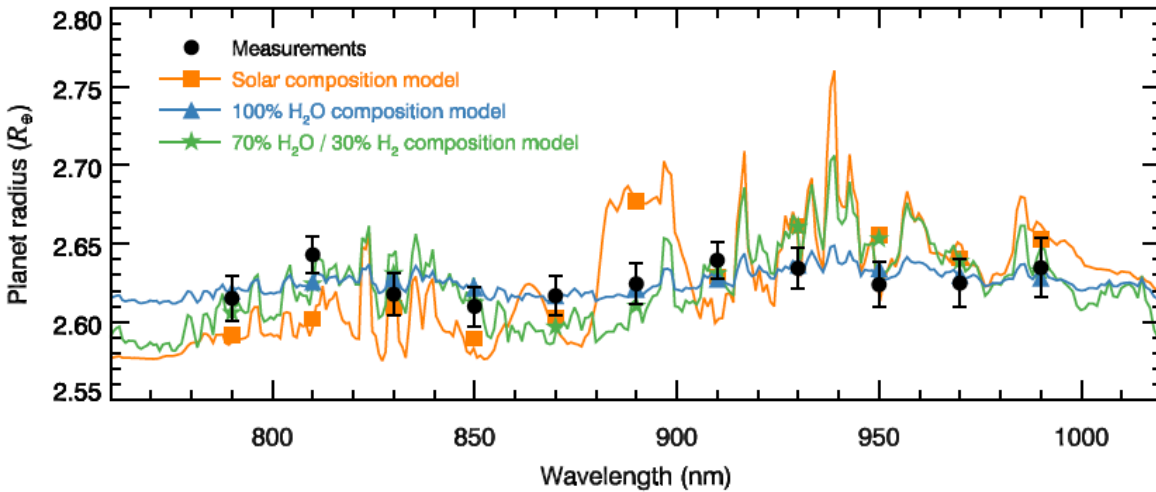 2.80
2.75
2.70
2.65
2.60
2.55
Planet radius (R⊕)
Measurements
Solar composition model
100% H₂O composition model
70% H₂O / 30% H₂ composition model
800 850 900 950 1000
Wavelength (nm)